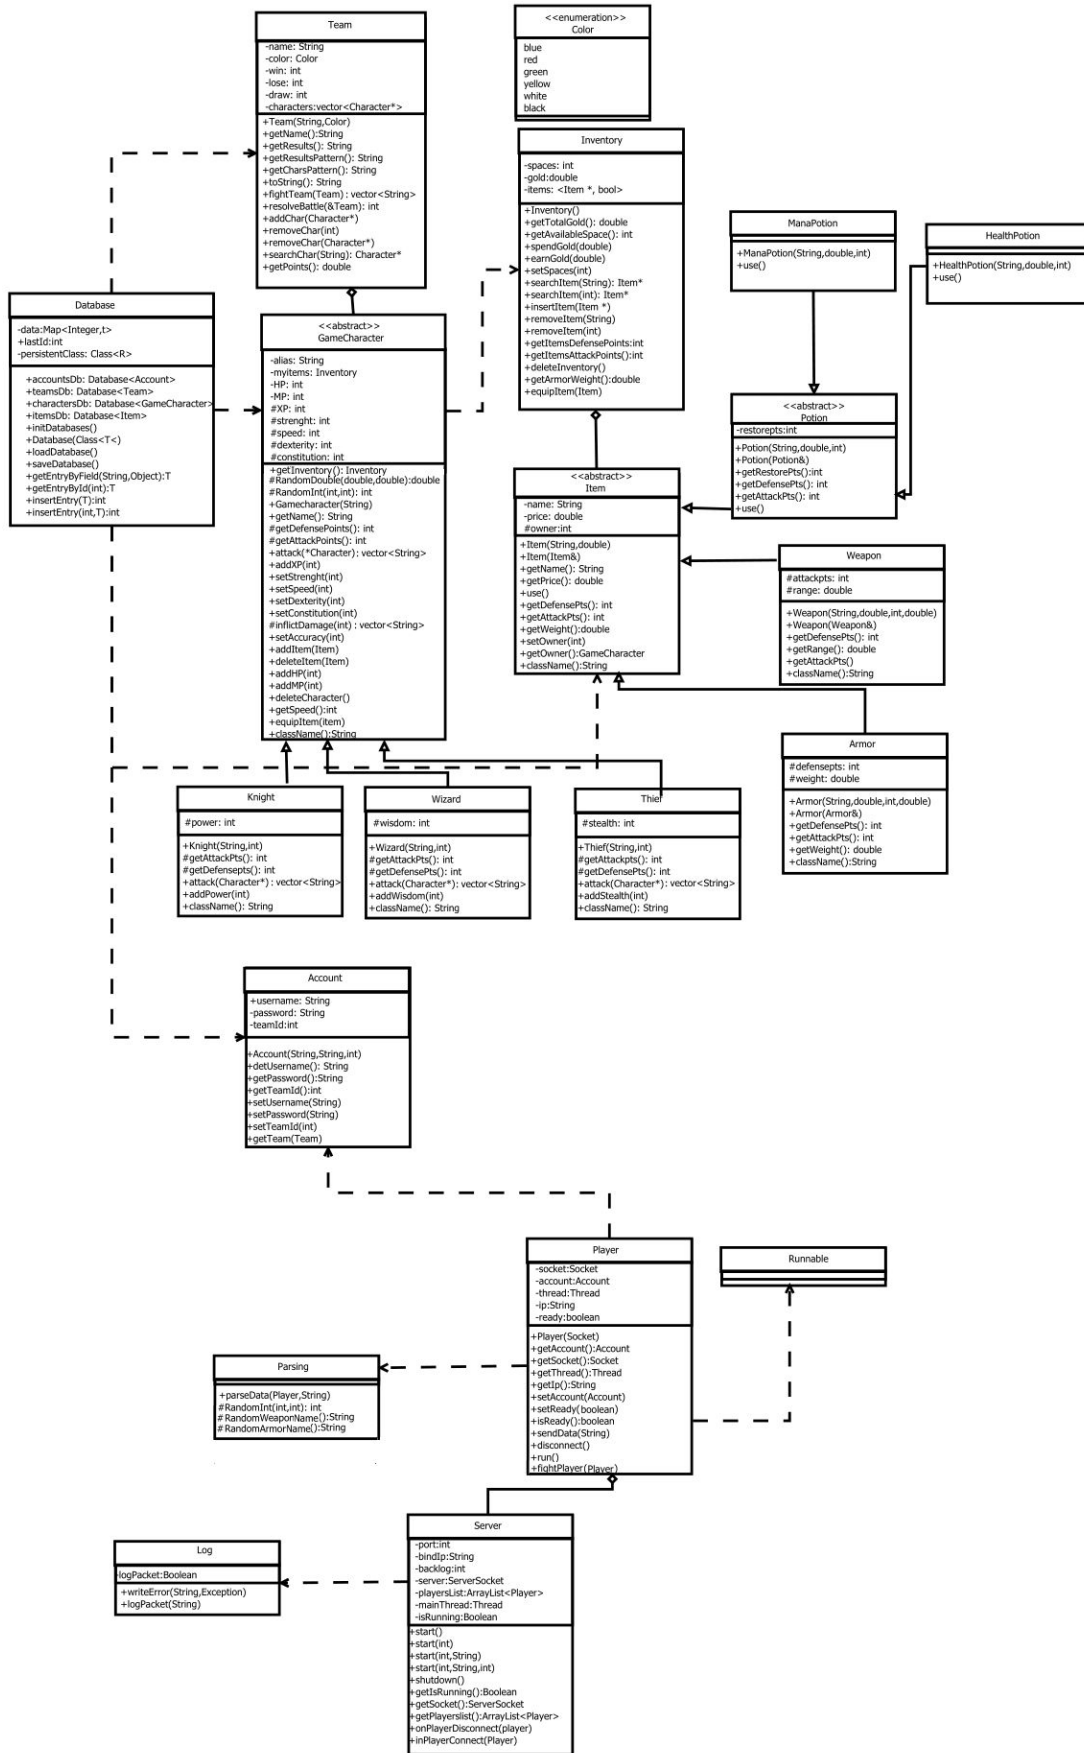 Team
-name: String
-color: Color
-win: int
-lose: int
-draw: int
-characters:vector<Character*>
+Team(String,Color)
+getName():String
+getResults(): String
+getResultsPattern(): String
+getCharsPattern(): String
+toString(): String
+fightTeam(Team): vector<String>
+resolveBattle(&Team): int
+addChar(Character*)
+removeChar(int)
+removeChar(Character*)
+searchChar(String): Character*
+getPoints(): double
<<enumeration>>
Color
blue
red
green
yellow
white
black
Inventory
-spaces: int
-gold:double
-items: <Item *, bool>
+Inventory()
+getTotalGold(): double
+getAvailableSpace(): int
+spendGold(double)
+earnGold(double)
+setSpaces(int)
+searchItem(String): Item*
+searchItem(int): Item*
+insertItem(Item *)
+removeItem(String)
+removeItem(int)
+getItemsDefensePoints:int
+getItemsAttackPoints():int
+deleteInventory()
+getArmorWeight():double
+equipItem(Item)
ManaPotion
+ManaPotion(String,double,int)
+use()
HealthPotion
+HealthPotion(String,double,int)
+use()
Database
-data:Map<Integer,t>
+lastId:int
-persistentClass: Class<R>
+accountsDb: Database<Account>
+teamsDb: Database<Team>
+charactersDb: Database<GameCharacter>
+itemsDb: Database<Item>
+initDatabases()
+Database(Class<T<)
+loadDatabase()
+saveDatabase()
+getEntryByField(String,Object):T
+getEntryById(int):T
+insertEntry(T):int
+insertEntry(int,T):int
<<abstract>>
GameCharacter
-alias: String
-myitems: Inventory
-HP: int
-MP: int
#XP: int
#strenght: int
#speed: int
#dexterity: int
#constitution: int
+getInventory(): Inventory
#RandomDouble(double,double):double
#RandomInt(int,int): int
+Gamecharacter(String)
+getName(): String
#getDefensePoints(): int
#getAttackPoints(): int
+attack(*Character): vector<String>
+addXP(int)
+setStrenght(int)
+setSpeed(int)
+setDexterity(int)
+setConstitution(int)
#inflictDamage(int): vector<String>
+setAccuracy(int)
+addItem(Item)
+deleteItem(Item)
+addHP(int)
+addMP(int)
+deleteCharacter()
+getSpeed():int
+equipItem(item)
+className():String
<<abstract>>
Potion
-restorepts:int
+Potion(String,double,int)
+Potion(Potion&)
+getRestorePts():int
+getDefensePts(): int
+getAttackPts(): int
+use()
<<abstract>>
Item
-name: String
-price: double
#owner:int
+Item(String,double)
+Item(Item&)
+getName(): String
+getPrice(): double
+use()
+getDefensePts(): int
+getAttackPts(): int
+getWeight():double
+setOwner(int)
+getOwner():GameCharacter
+className():String
Weapon
#attackpts: int
#range: double
+Weapon(String,double,int,double)
+Weapon(Weapon&)
+getDefensePts(): int
+getRange(): double
+getAttackPts()
+className():String
Armor
#defensepts: int
#weight: double
+Armor(String,double,int,double)
+Armor(Armor&)
+getDefensePts(): int
+getAttackPts(): int
+getWeight(): double
+className():String
Knight
#power: int
+Knight(String,int)
#getAttackPts(): int
#getDefensepts(): int
+attack(Character*): vector<String>
+addPower(int)
+className(): String
Wizard
#wisdom: int
+Wizard(String,int)
#getAttackPts(): int
#getDefensePts(): int
+attack(Character*): vector<String>
+addWisdom(int)
+className(): String
Thief
#stealth: int
+Thief(String,int)
#getAttackpts(): int
#getDefensePts(): int
+attack(Character*): vector<String>
+addStealth(int)
+className(): String
Account
+username: String
-password: String
-teamId:int
+Account(String,String,int)
+detUsername(): String
+getPassword():String
+getTeamId():int
+setUsername(String)
+setPassword(String)
+setTeamId(int)
+getTeam(Team)
Player
-socket:Socket
-account:Account
-thread:Thread
-ip:String
-ready:boolean
+Player(Socket)
+getAccount():Account
+getSocket():Socket
+getThread():Thread
+getIp():String
+setAccount(Account)
+setReady(boolean)
+isReady():boolean
+sendData(String)
+disconnect()
+run()
+fightPlayer(Player)
Runnable
Parsing
+parseData(Player,String)
#RandomInt(int,int): int
#RandomWeaponName():String
#RandomArmorName():String
Server
-port:int
-bindIp:String
-backlog:int
-server:ServerSocket
-playersList:ArrayList<Player>
-mainThread:Thread
-isRunning:Boolean
+start()
+start(int)
+start(int,String)
+start(int,String,int)
+shutdown()
+getIsRunning():Boolean
+getSocket():ServerSocket
+getPlayerslist():ArrayList<Player>
+onPlayerDisconnect(player)
+inPlayerConnect(Player)
Log
-logPacket:Boolean
+writeError(String,Exception)
+logPacket(String)